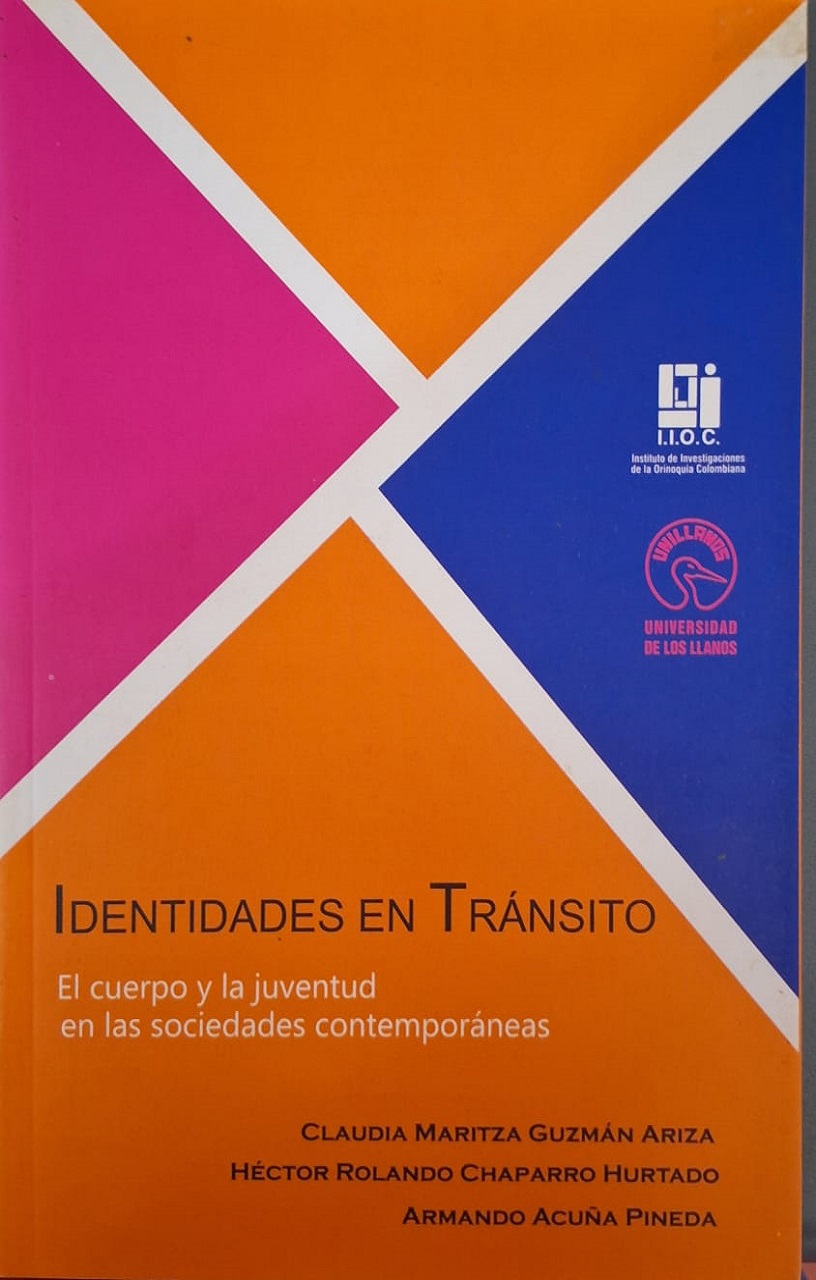 I.I.O.C.
Instituto de Investigaciones
de la Orinoquia Colombiana
UNILLANOS
UNIVERSIDAD
DE LOS LLANOS
IDENTIDADES EN TRÁNSITO
El cuerpo y la juventud
en las sociedades contemporáneas
CLAUDIA MARITZA GUZMÁN ARIZA
HÉCTOR ROLANDO CHAPARRO HURTADO
ARMANDO ACUÑA PINEDA